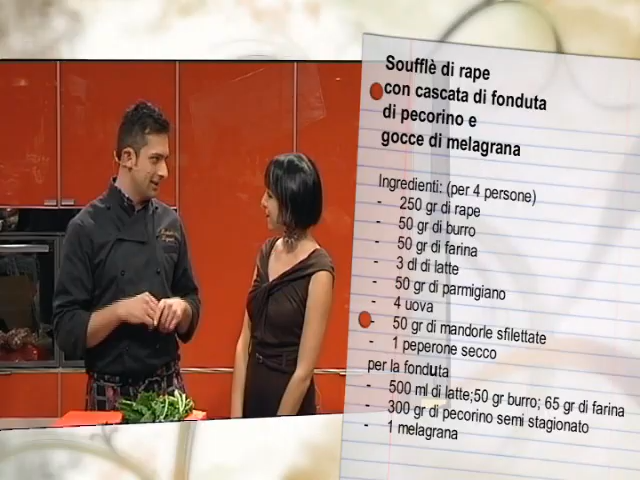 Soufflè di rape
con cascata di fonduta
di pecorino e
gocce di melagrana
Ingredienti: (per 4 persone)
- 250 gr di rape
- 50 gr di burro
- 50 gr di farina
- 3 dl di latte
- 50 gr di parmigiano
- 4 uova
- 50 gr di mandorle sfilettate
- 1 peperone secco
per la fonduta
- 500 ml di latte;50 gr burro; 65 gr di farina
- 300 gr di pecorino semi stagionato
- 1 melagrana